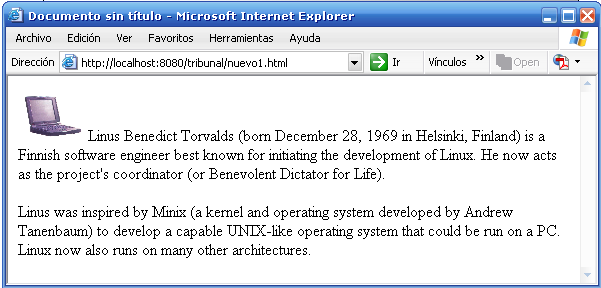 Documento sin título - Microsoft Internet Explorer
Archivo Edición Ver Favoritos Herramientas Ayuda
Dirección http://localhost:8080/tribunal/nuevo1.html Ir Vínculos » Open
Linus Benedict Torvalds (born December 28, 1969 in Helsinki, Finland) is a
Finnish software engineer best known for initiating the development of Linux. He now acts
as the project's coordinator (or Benevolent Dictator for Life).
Linus was inspired by Minix (a kernel and operating system developed by Andrew
Tanenbaum) to develop a capable UNIX-like operating system that could be run on a PC.
Linux now also runs on many other architectures.